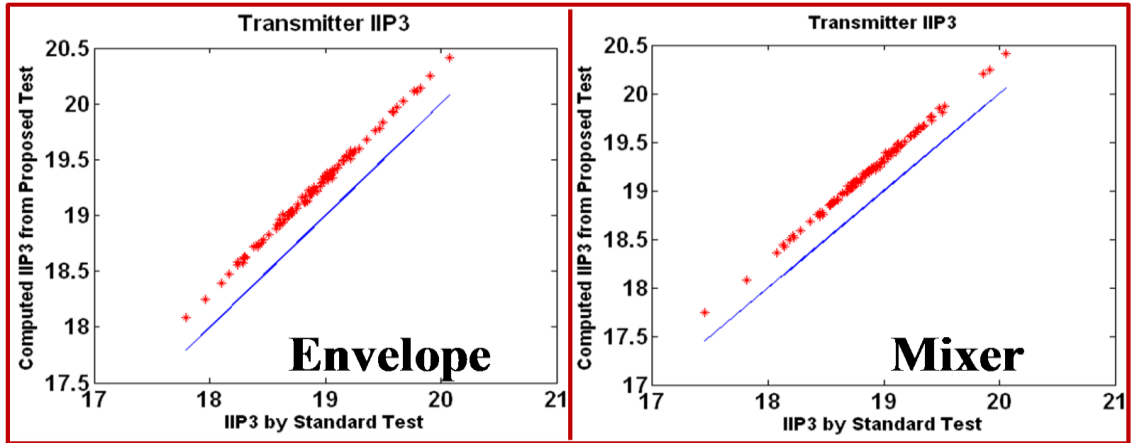 Transmitter IIP3
20.5
20
19.5
19
18.5
18
17.5
Computed IIP3 from Proposed Test
Envelope
17 18 19 20 21
IIP3 by Standard Test
Transmitter IIP3
20.5
20
19.5
19
18.5
18
17.5
17
Computed IIP3 from Proposed Test
Mixer
17 18 19 20 21
IIP3 by Standard Test